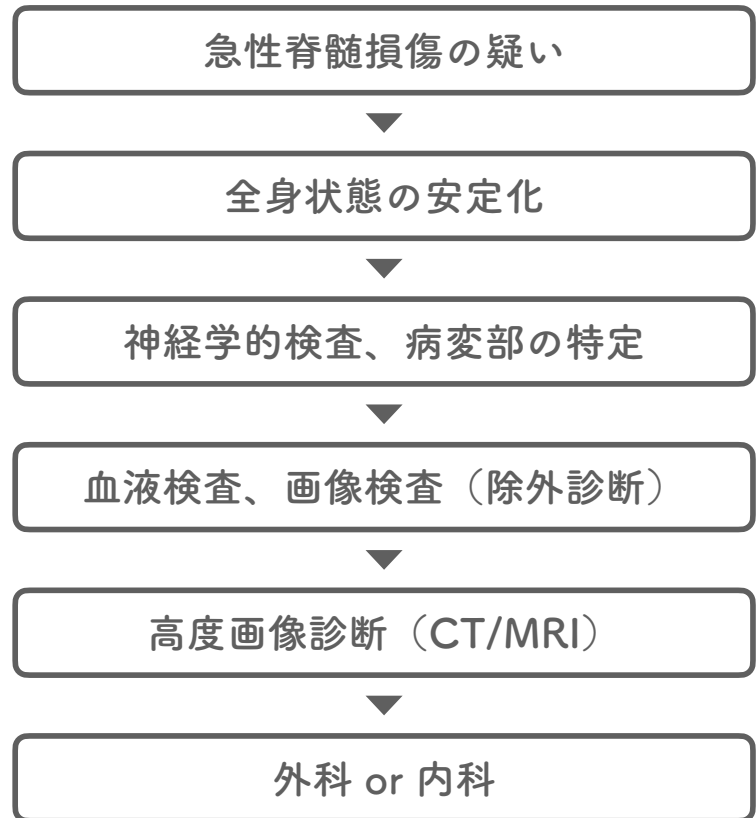 急性脊髄損傷の疑い
全身状態の安定化
神経学的検査、病変部の特定
血液検査、画像検査（除外診断）
高度画像診断（CT/MRI）
外科 or 内科